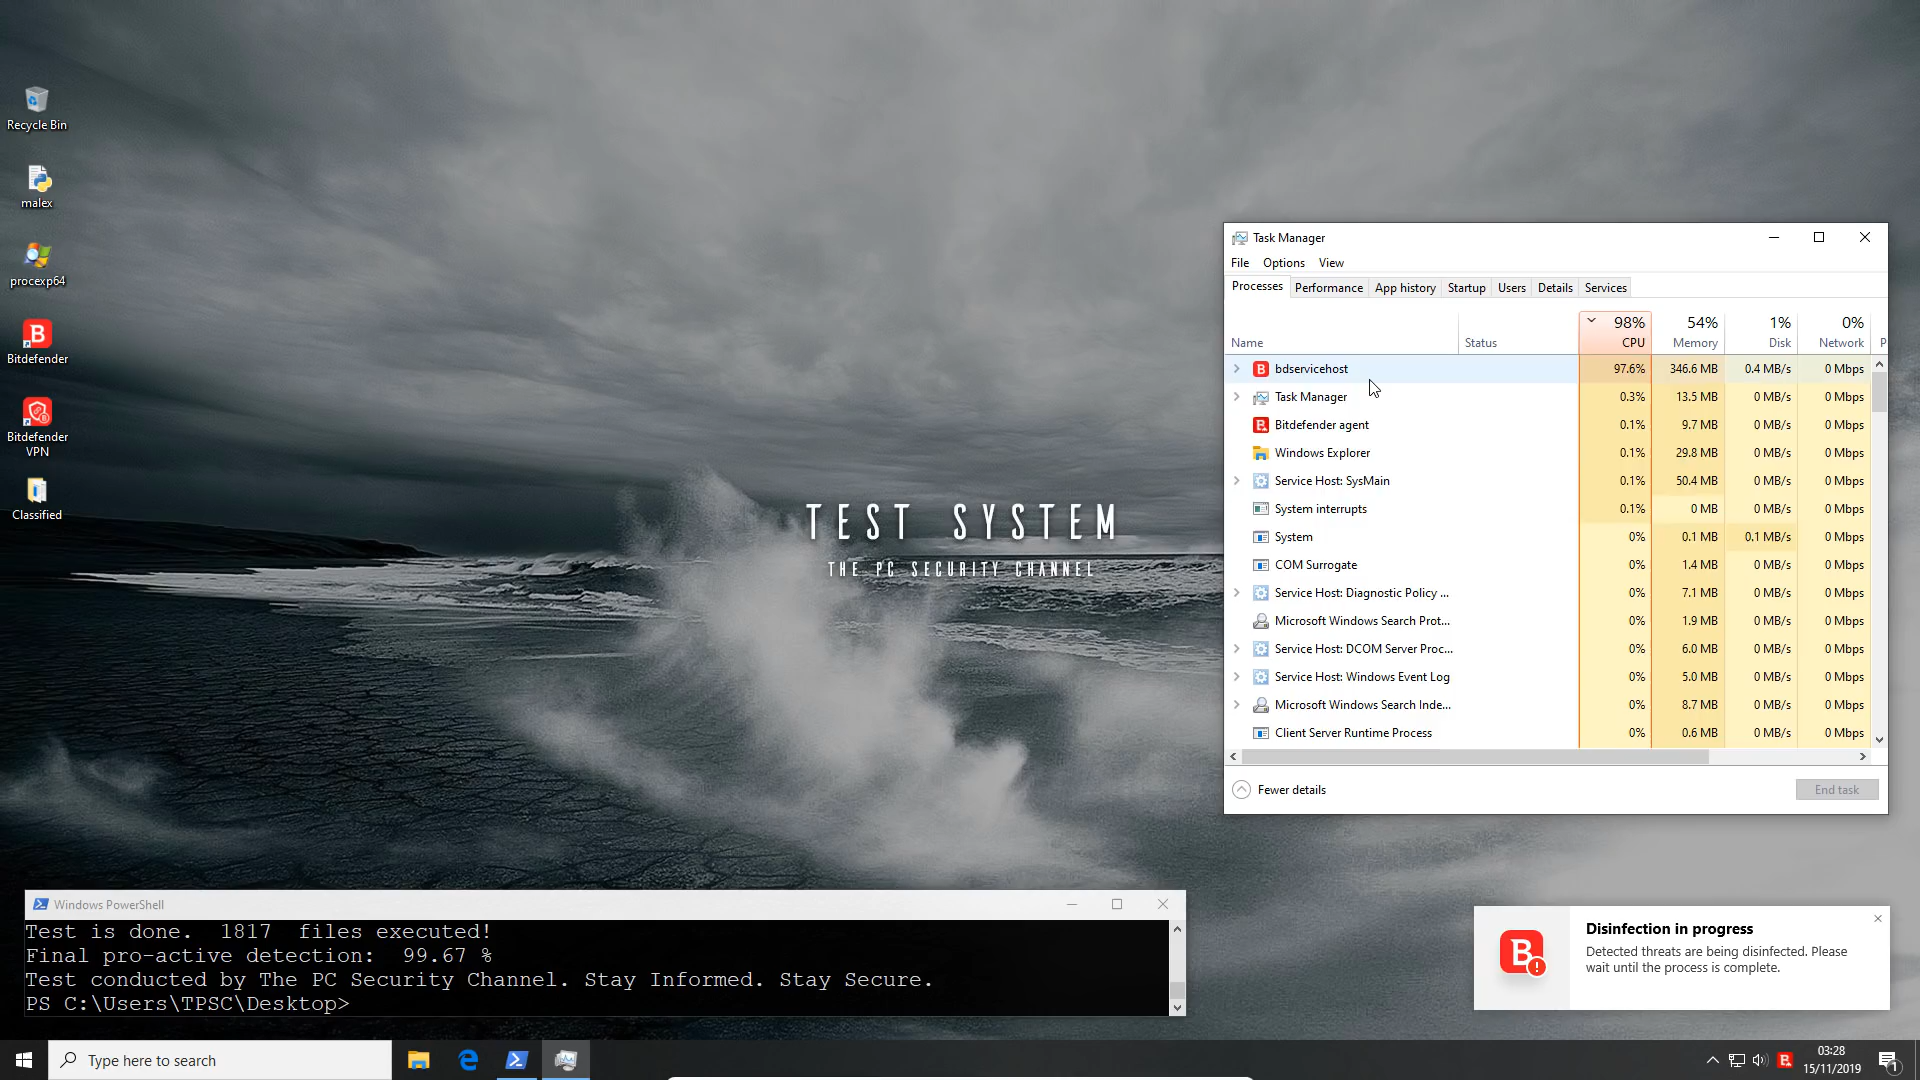 Recycle Bin
malex
procexp64
Bitdefender
Bitdefender
VPN
Classified
TEST SYSTEM
THE PC SECURITY CHANNEL
Task Manager
File Options View
Processes Performance App history Startup Users Details Services
98% 54% 1% 0%
Name Status CPU Memory Disk Network P
bdservicehost 97.6% 346.6 MB 0.4 MB/s 0 Mbps
Task Manager 0.3% 13.5 MB 0 MB/s 0 Mbps
Bitdefender agent 0.1% 9.7 MB 0 MB/s 0 Mbps
Windows Explorer 0.1% 29.8 MB 0 MB/s 0 Mbps
Service Host: SysMain 0.1% 50.4 MB 0 MB/s 0 Mbps
System interrupts 0.1% 0 MB 0 MB/s 0 Mbps
System 0% 0.1 MB 0.1 MB/s 0 Mbps
COM Surrogate 0% 1.4 MB 0 MB/s 0 Mbps
Service Host: Diagnostic Policy ... 0% 7.1 MB 0 MB/s 0 Mbps
Microsoft Windows Search Prot... 0% 1.9 MB 0 MB/s 0 Mbps
Service Host: DCOM Server Proc... 0% 6.0 MB 0 MB/s 0 Mbps
Service Host: Windows Event Log 0% 5.0 MB 0 MB/s 0 Mbps
Microsoft Windows Search Inde... 0% 8.7 MB 0 MB/s 0 Mbps
Client Server Runtime Process 0% 0.6 MB 0 MB/s 0 Mbps
Fewer details End task
Windows PowerShell
Test is done.  1817  files executed!
Final pro-active detection:  99.67 %
Test conducted by The PC Security Channel. Stay Informed. Stay Secure.
PS C:\Users\TPSC\Desktop>
Disinfection in progress
Detected threats are being disinfected. Please
wait until the process is complete.
Type here to search
03:28
15/11/2019
1